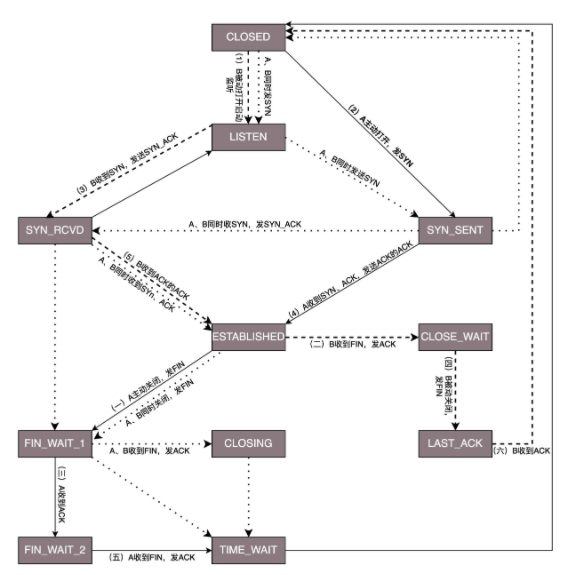 CLOSED
(1) B被动打开启动
监听
A、B同时发SYN
(2) A主动打开, 发SYN
LISTEN
(3) B收到SYN, 发送SYN_ACK
A、B同时发送SYN
SYN_RCVD
A、B同时收SYN, 发SYN_ACK
SYN_SENT
(5) B收到ACK的ACK
A、B同时收到SYn, ACK
(4) A收到SYN、ACK, 发送ACK的ACK
ESTABLISHED
(二) B收到FIN, 发ACK
CLOSE_WAIT
(一) A主动关闭, 发FIN
A、B同时关闭, 发FIN
(四) B被动关闭,
发FIN
FIN_WAIT_1
A、B收到FIN, 发ACK
CLOSING
LAST_ACK
(六) B收到ACK
(三) A收到ACK
FIN_WAIT_2
(五) A收到FIN, 发ACK
TIME_WAIT